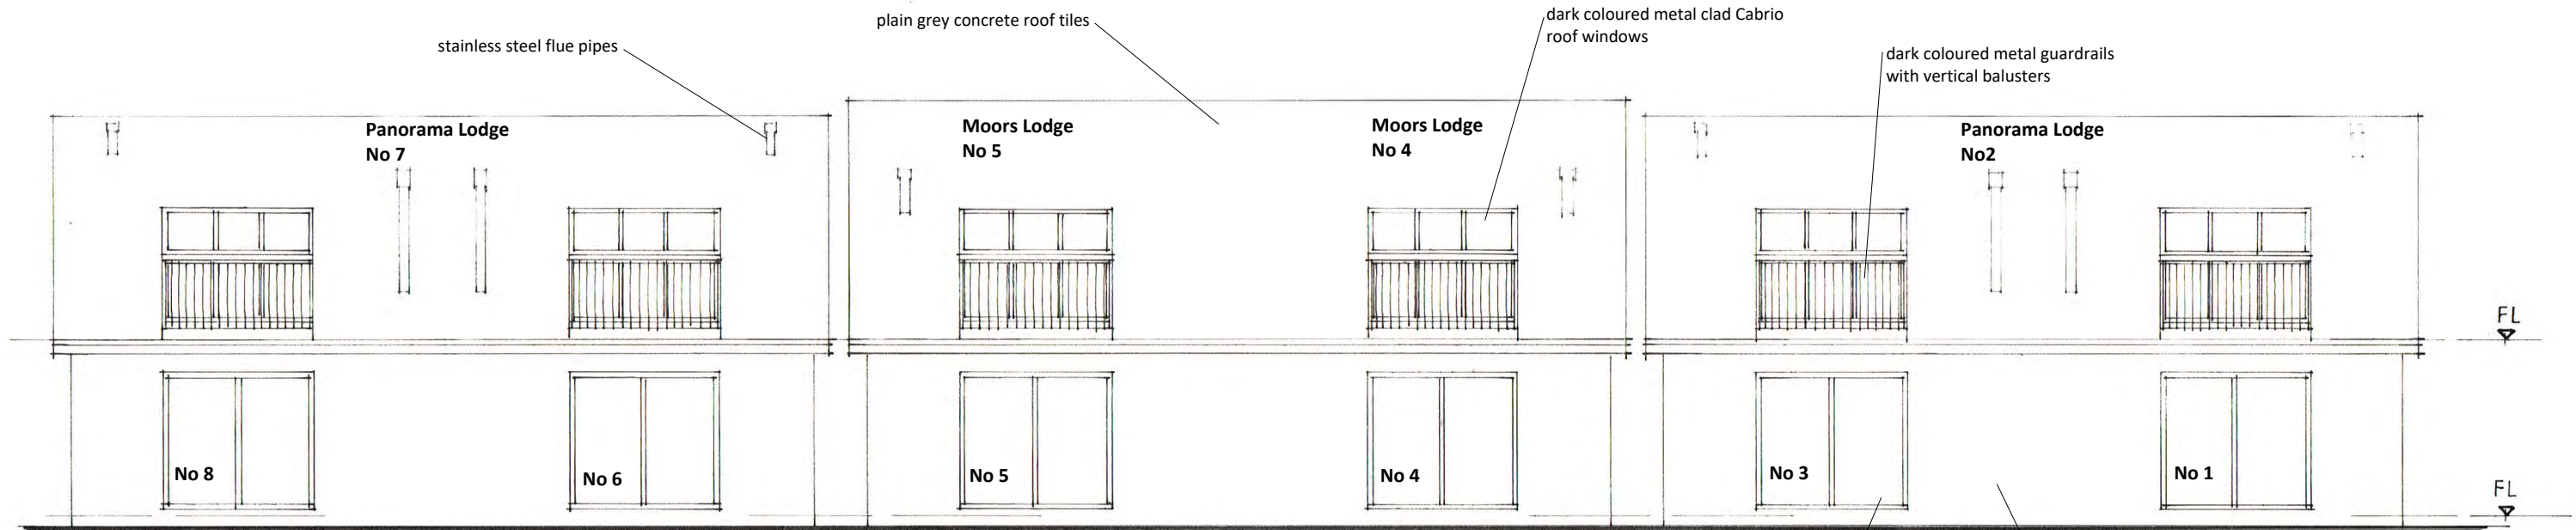 dark coloured metal clad Cabrio
roof windows
plain grey concrete roof tiles
stainless steel flue pipes
dark coloured metal guardrails
with vertical balusters
Panorama Lodge
No 7
Moors Lodge
No 5
Moors Lodge
No 4
Panorama Lodge
No2
FL
No 8
No 6
No 5
No 4
No 3
No 1
FL